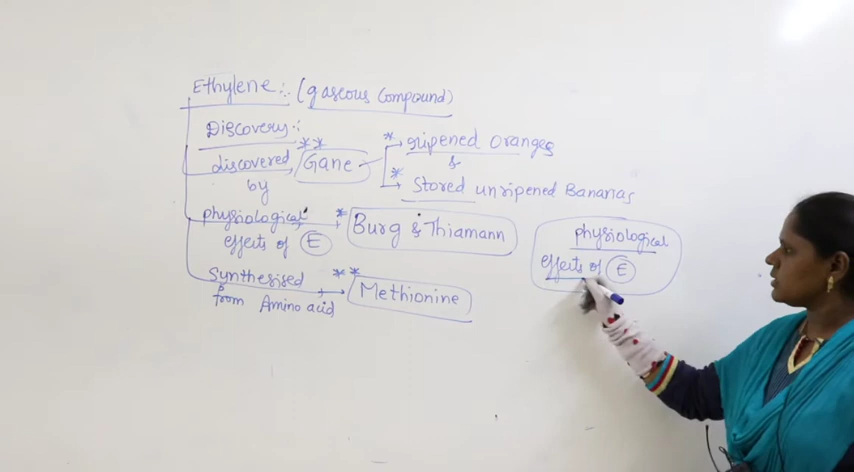 Ethylene :- (gaseous compound)
Discovery :-
discovered by ** Gane
* ripened Oranges
&
* Stored unripened Bananas
physiological effects of E * Burg & Thiamann
Synthesised from Amino acid ** Methionine
physiological
effects of E